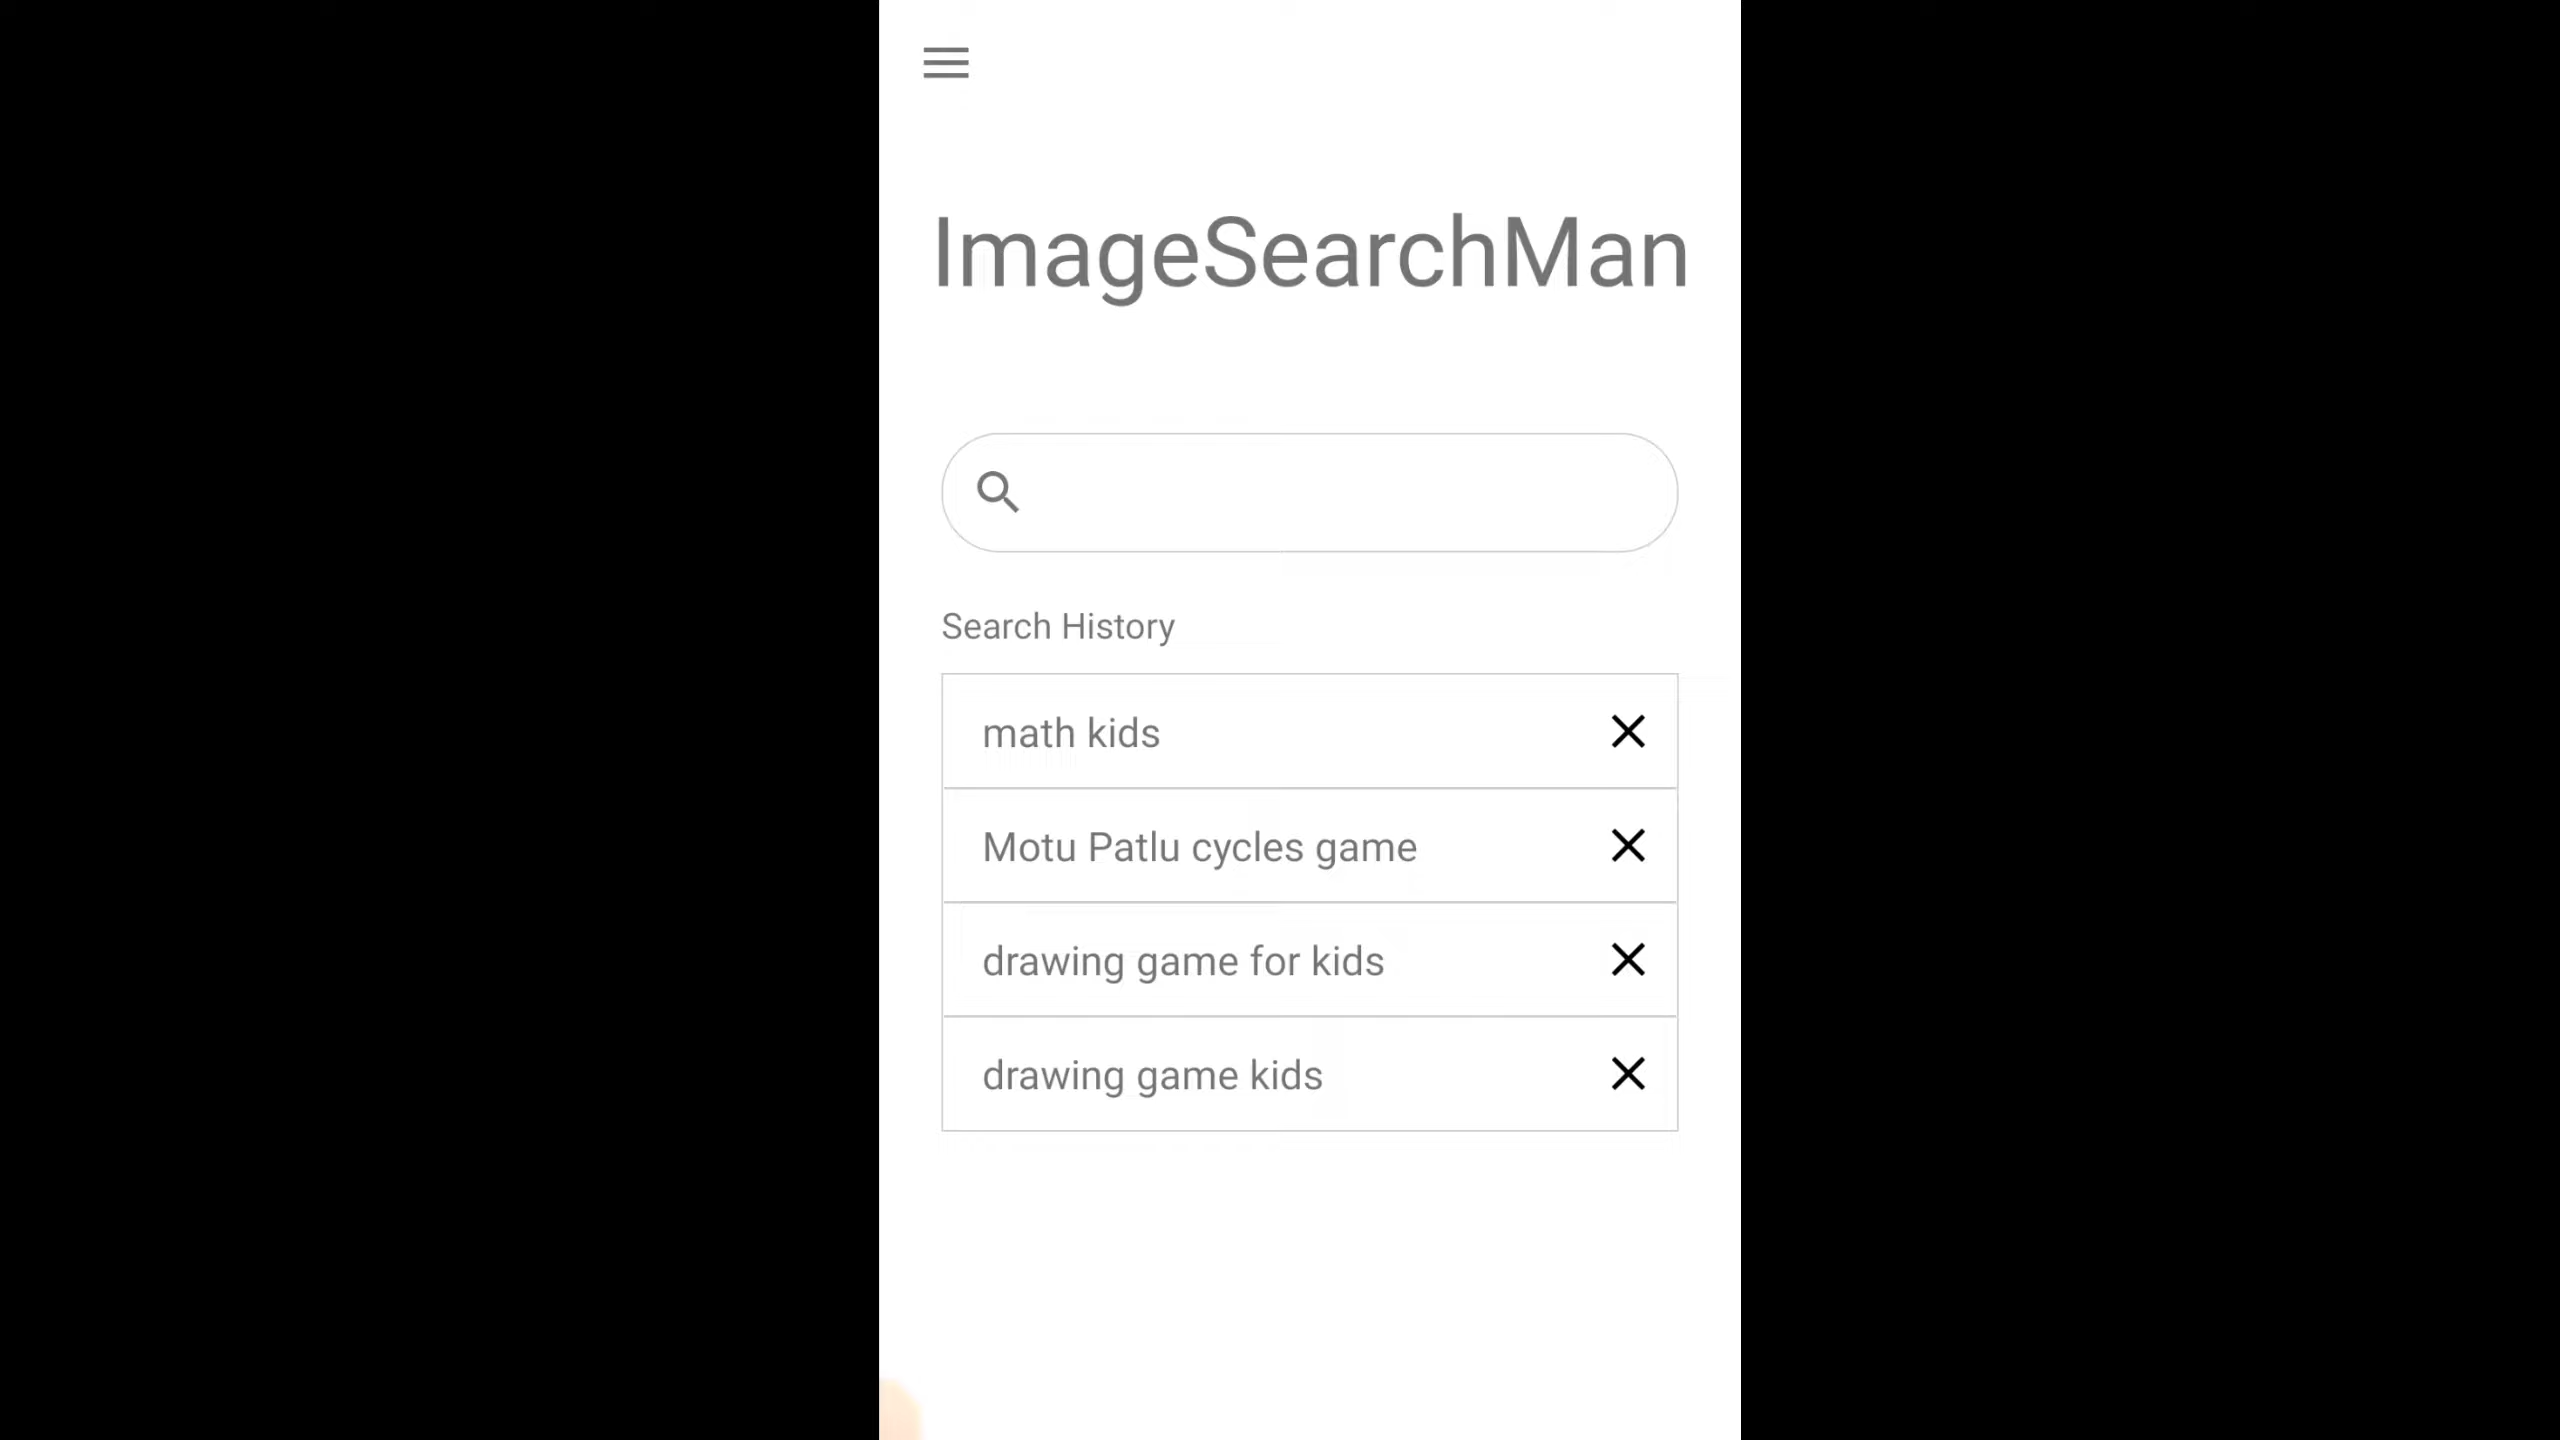 ImageSearchMan
Search History
math kids
Motu Patlu cycles game
drawing game for kids
drawing game kids